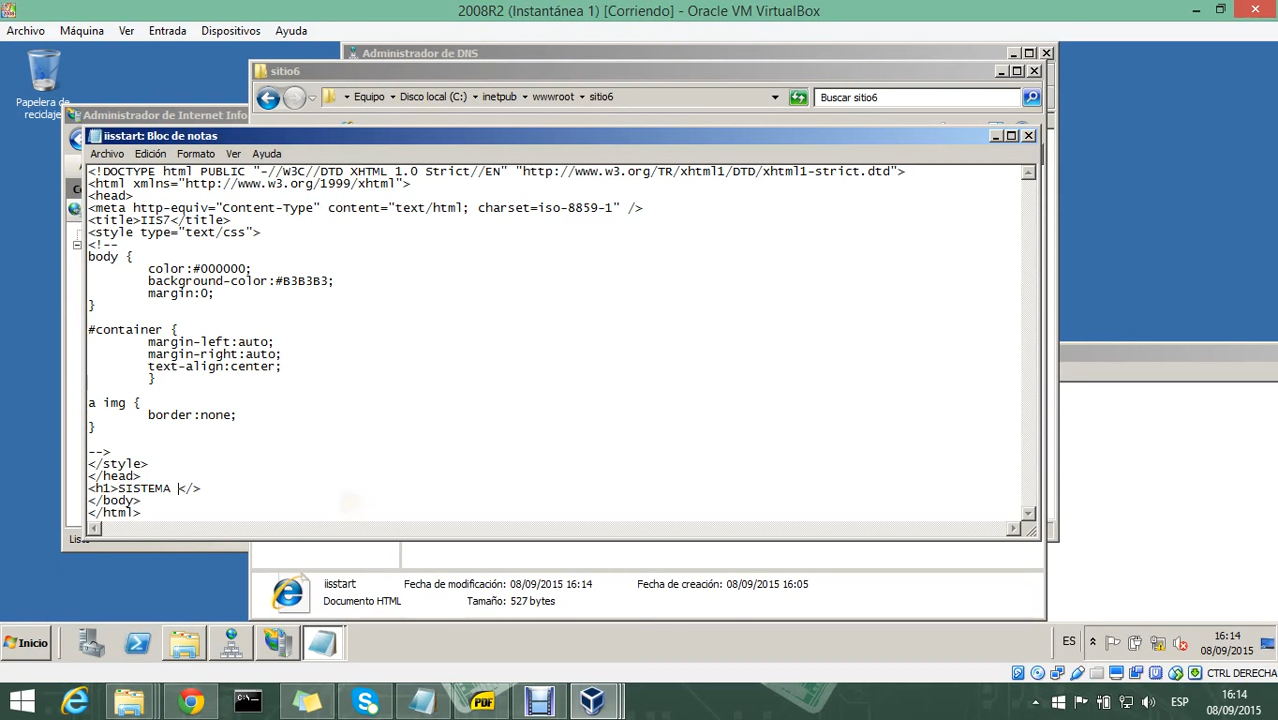 2008R2 (Instantánea 1) [Corriendo] - Oracle VM VirtualBox
Archivo Máquina Ver Entrada Dispositivos Ayuda
Papelera de
reciclaje
Administrador de DNS
sitio6
Equipo Disco local (C:) inetpub wwwroot sitio6
Buscar sitio6
Administrador de Internet Info
iisstart: Bloc de notas
Archivo Edición Formato Ver Ayuda
<!DOCTYPE html PUBLIC "-//W3C//DTD XHTML 1.0 Strict//EN" "http://www.w3.org/TR/xhtml1/DTD/xhtml1-strict.dtd">
<html xmlns="http://www.w3.org/1999/xhtml">
<head>
<meta http-equiv="Content-Type" content="text/html; charset=iso-8859-1" />
<title>IIS7</title>
<style type="text/css">
<!--
body {
color:#000000;
background-color:#B3B3B3;
margin:0;
}
#container {
margin-left:auto;
margin-right:auto;
text-align:center;
}
a img {
border:none;
}
-->
</style>
</head>
<h1>SISTEMA </>
</body>
</html>
iisstart
Fecha de modificación: 08/09/2015 16:14
Fecha de creación: 08/09/2015 16:05
Documento HTML
Tamaño: 527 bytes
Inicio
ES
16:14
08/09/2015
CTRL DERECHA
PDF
ESP
16:14
08/09/2015